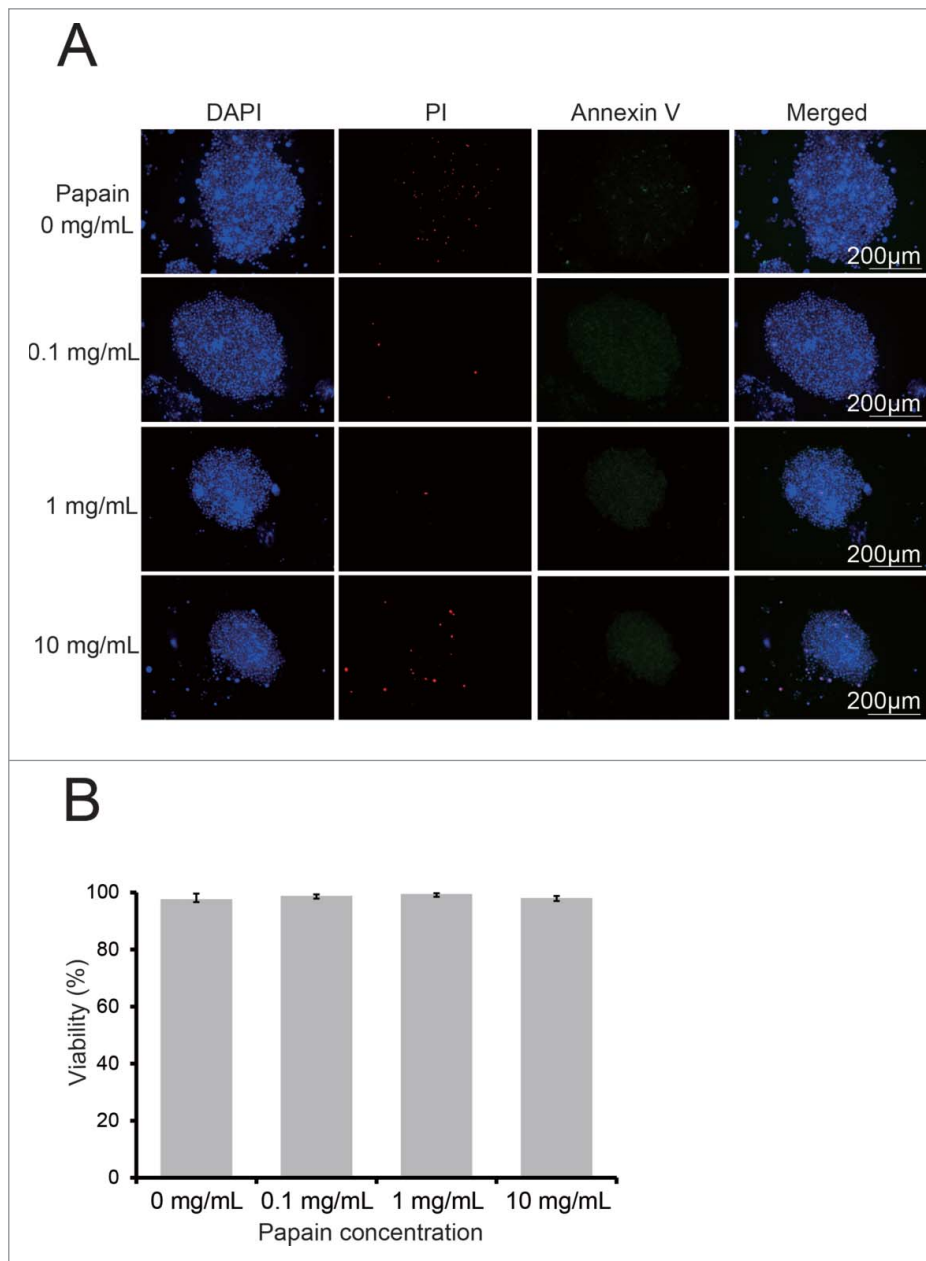 A
DAPI PI Annexin V Merged
Papain
0 mg/mL
200µm
0.1 mg/mL
200µm
1 mg/mL
200µm
10 mg/mL
200µm
B
100
80
60
40
20
0
Viability (%)
0 mg/mL 0.1 mg/mL 1 mg/mL 10 mg/mL
Papain concentration